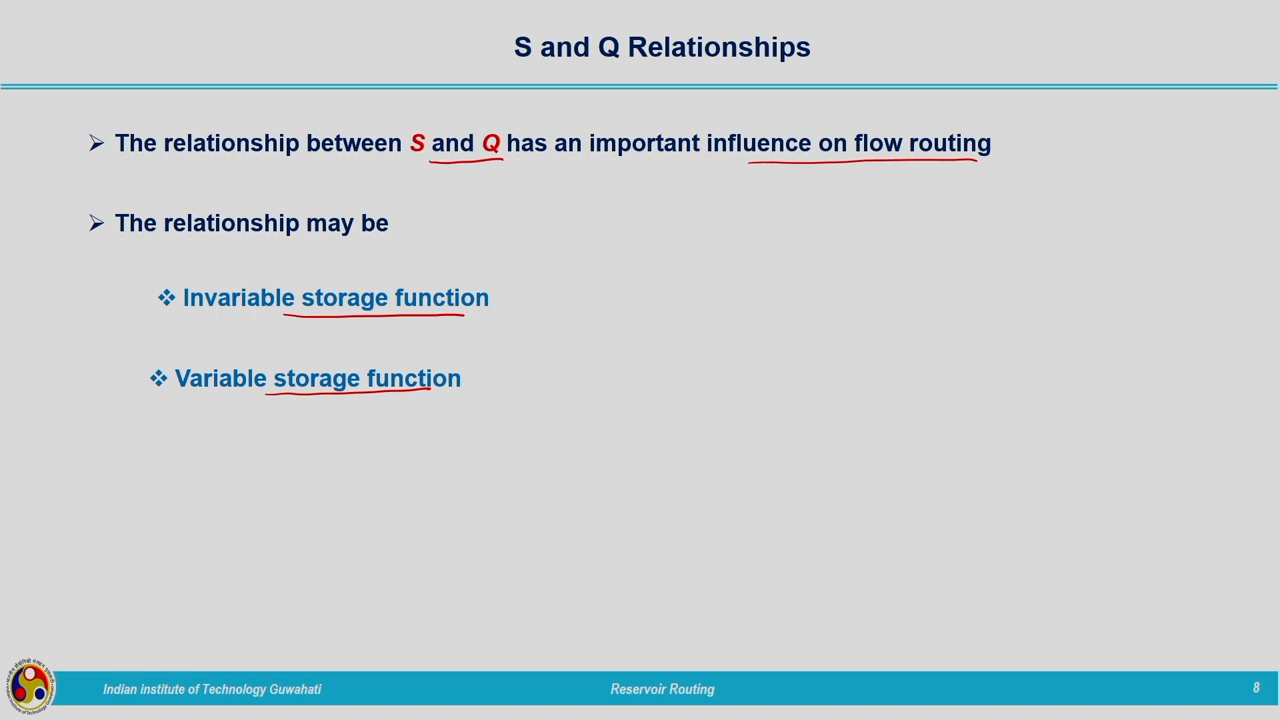 S and Q Relationships
➢ The relationship between S and Q has an important influence on flow routing
➢ The relationship may be
❖ Invariable storage function
❖ Variable storage function
Indian institute of Technology Guwahati
Reservoir Routing
8